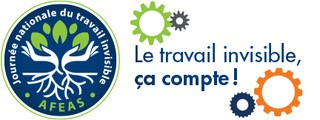 Journée nationale du travail invisible
AFEAS
Le travail invisible,
ça compte !